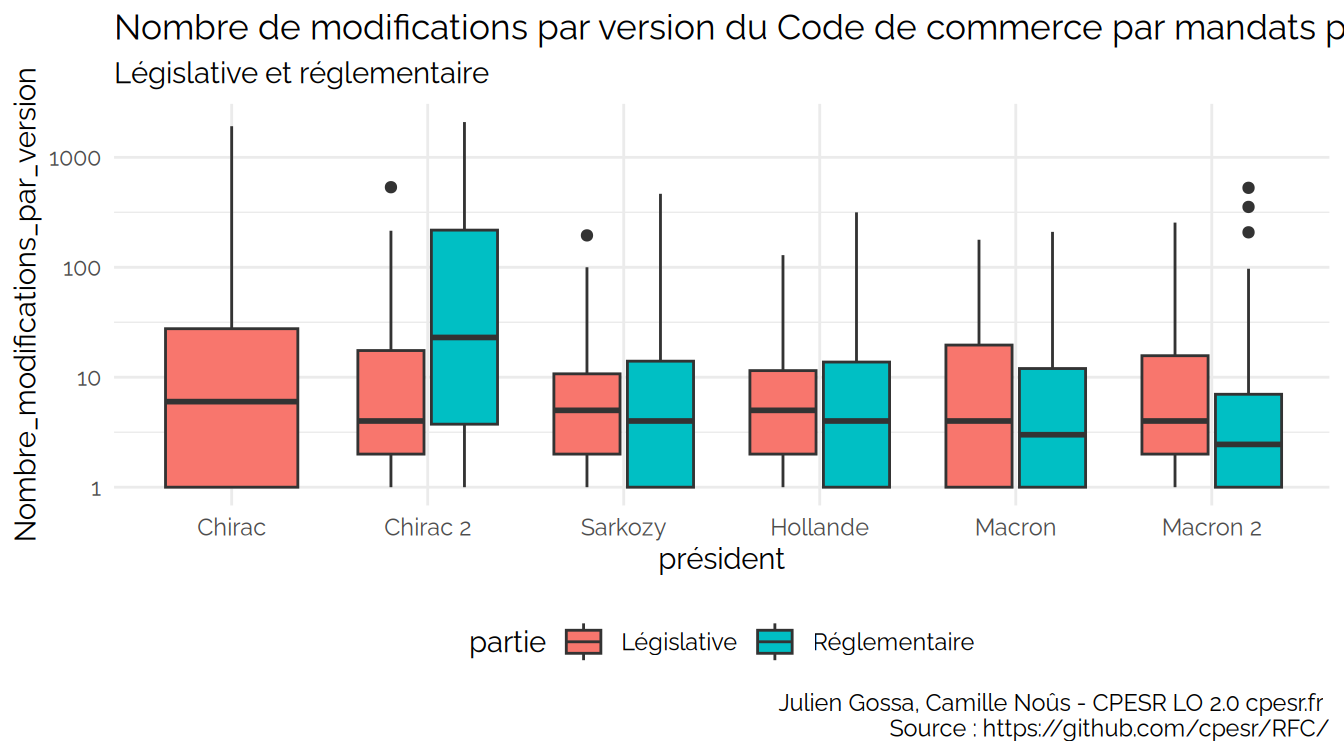 Nombre de modifications par version du Code de commerce par mandats p
Législative et réglementaire
Nombre_modifications_par_version
1000
100
10
1
Chirac
Chirac 2
Sarkozy
Hollande
Macron
Macron 2
président
partie Législative Réglementaire
Julien Gossa, Camille Noûs - CPESR LO 2.0 cpesr.fr
Source : https://github.com/cpesr/RFC/